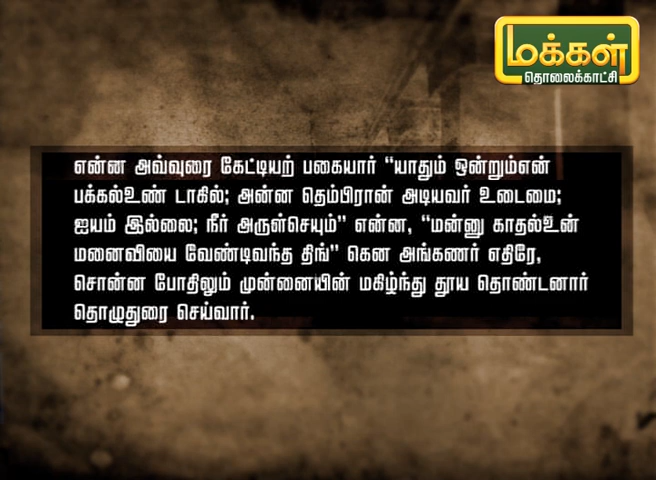 மக்கள்
தொலைக்காட்சி
என்ன அவ்வுரை கேட்டியற் பகையார் “யாதும் ஒன்றும்என்
பக்கல்உண் டாகில்; அன்ன தெம்பிரான் அடியவர் உடைமை;
ஐயம் இல்லை; நீர் அருள்செயும்” என்ன, “மன்னு காதல்உன்
மனைவியை வேண்டிவந்த திங்” கென அங்கணர் எதிரே,
சொன்ன போதிலும் முன்னையின் மகிழ்ந்து தூய தொண்டனார்
தொழுதுரை செய்வார்.